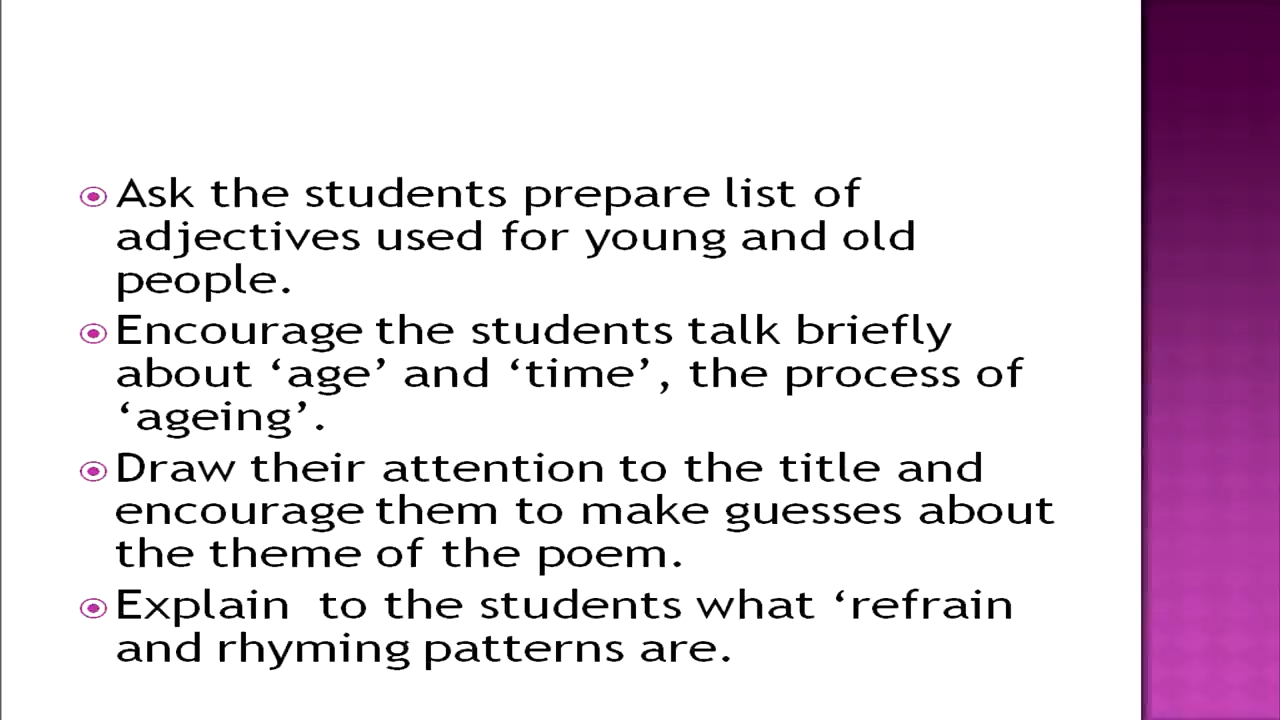 Ask the students prepare list of
adjectives used for young and old
people.
Encourage the students talk briefly
about ‘age’ and ‘time’, the process of
‘ageing’.
Draw their attention to the title and
encourage them to make guesses about
the theme of the poem.
Explain  to the students what ‘refrain
and rhyming patterns are.